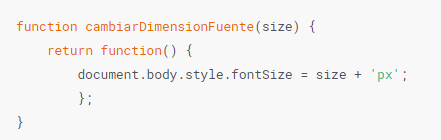 function cambiarDimensionFuente(size) {
    return function() {
        document.body.style.fontSize = size + 'px';
        };
}